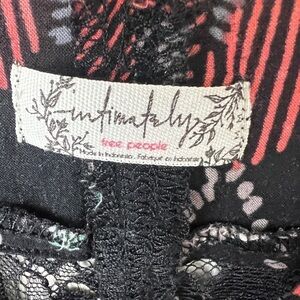 intimately
free people
Made in Indonesia . Fabriqué en Indonésie